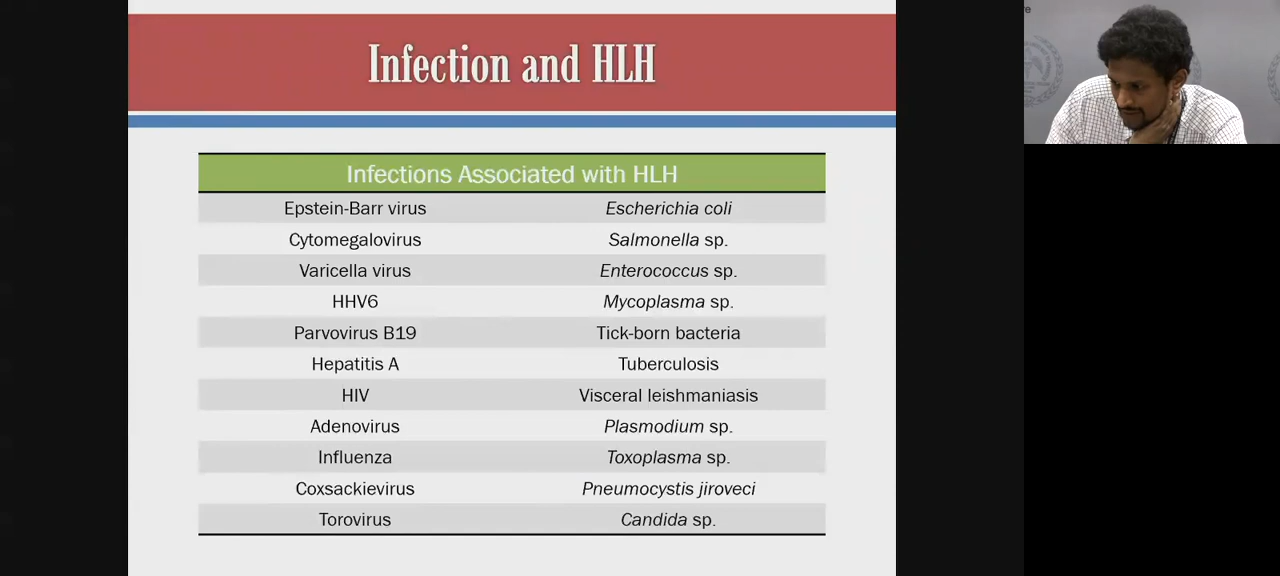 Infection and HLH
Infections Associated with HLH
Epstein-Barr virus Escherichia coli
Cytomegalovirus Salmonella sp.
Varicella virus Enterococcus sp.
HHV6 Mycoplasma sp.
Parvovirus B19 Tick-born bacteria
Hepatitis A Tuberculosis
HIV Visceral leishmaniasis
Adenovirus Plasmodium sp.
Influenza Toxoplasma sp.
Coxsackievirus Pneumocystis jiroveci
Torovirus Candida sp.